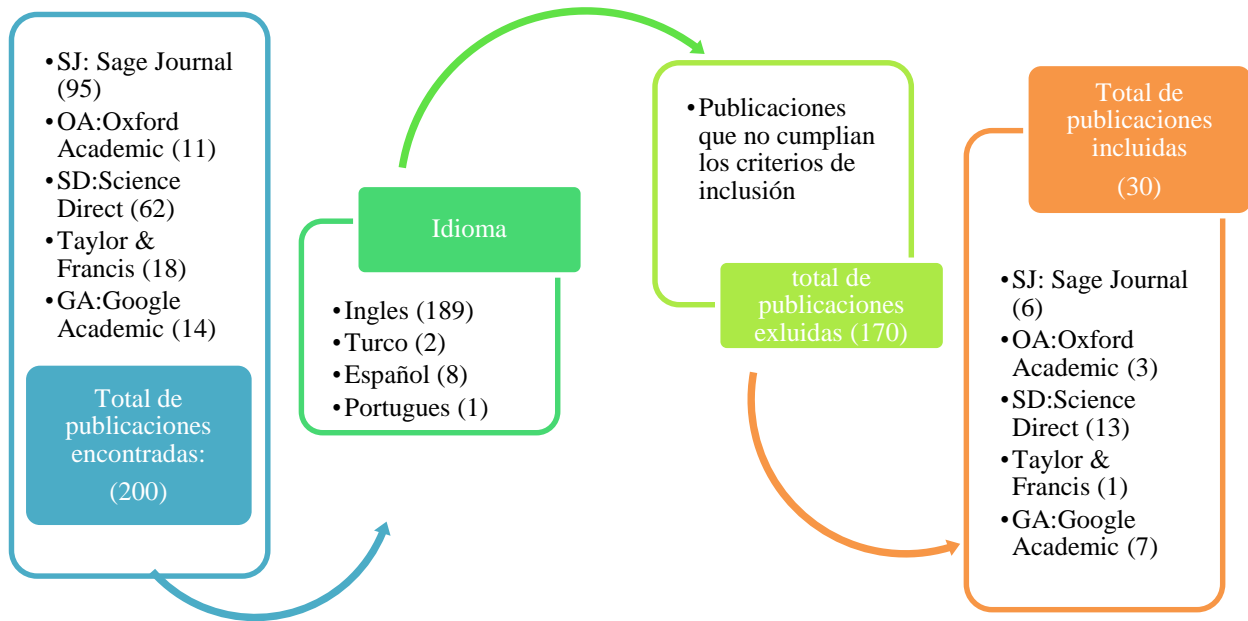 •SJ: Sage Journal
(95)
•OA:Oxford
Academic (11)
•SD:Science
Direct (62)
•Taylor &
Francis (18)
•GA:Google
Academic (14)
Total de
publicaciones
encontradas:
(200)
Idioma
•Ingles (189)
•Turco (2)
•Español (8)
•Portugues (1)
•Publicaciones
que no cumplian
los criterios de
inclusión
total de
publicaciones
exluidas (170)
Total de
publicaciones
incluidas
(30)
•SJ: Sage Journal
(6)
•OA:Oxford
Academic (3)
•SD:Science
Direct (13)
•Taylor &
Francis (1)
•GA:Google
Academic (7)